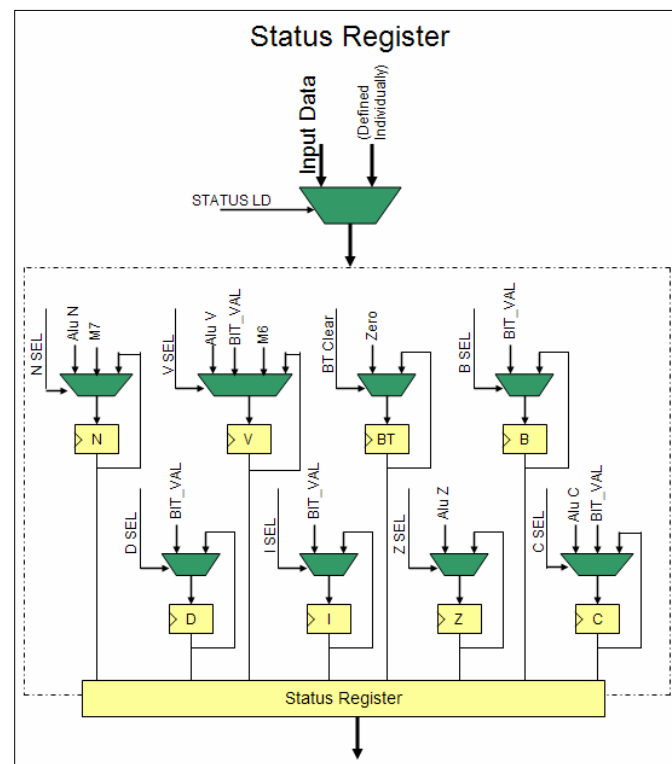 Status Register
Input Data
(Defined
Individually)
STATUS LD
N SEL
Alu N
M7
V SEL
Alu V
BIT_VAL
M6
BT Clear
Zero
B SEL
BIT_VAL
N
V
BT
B
D SEL
BIT_VAL
I SEL
BIT_VAL
Z SEL
Alu Z
C SEL
Alu C
BIT_VAL
D
I
Z
C
Status Register